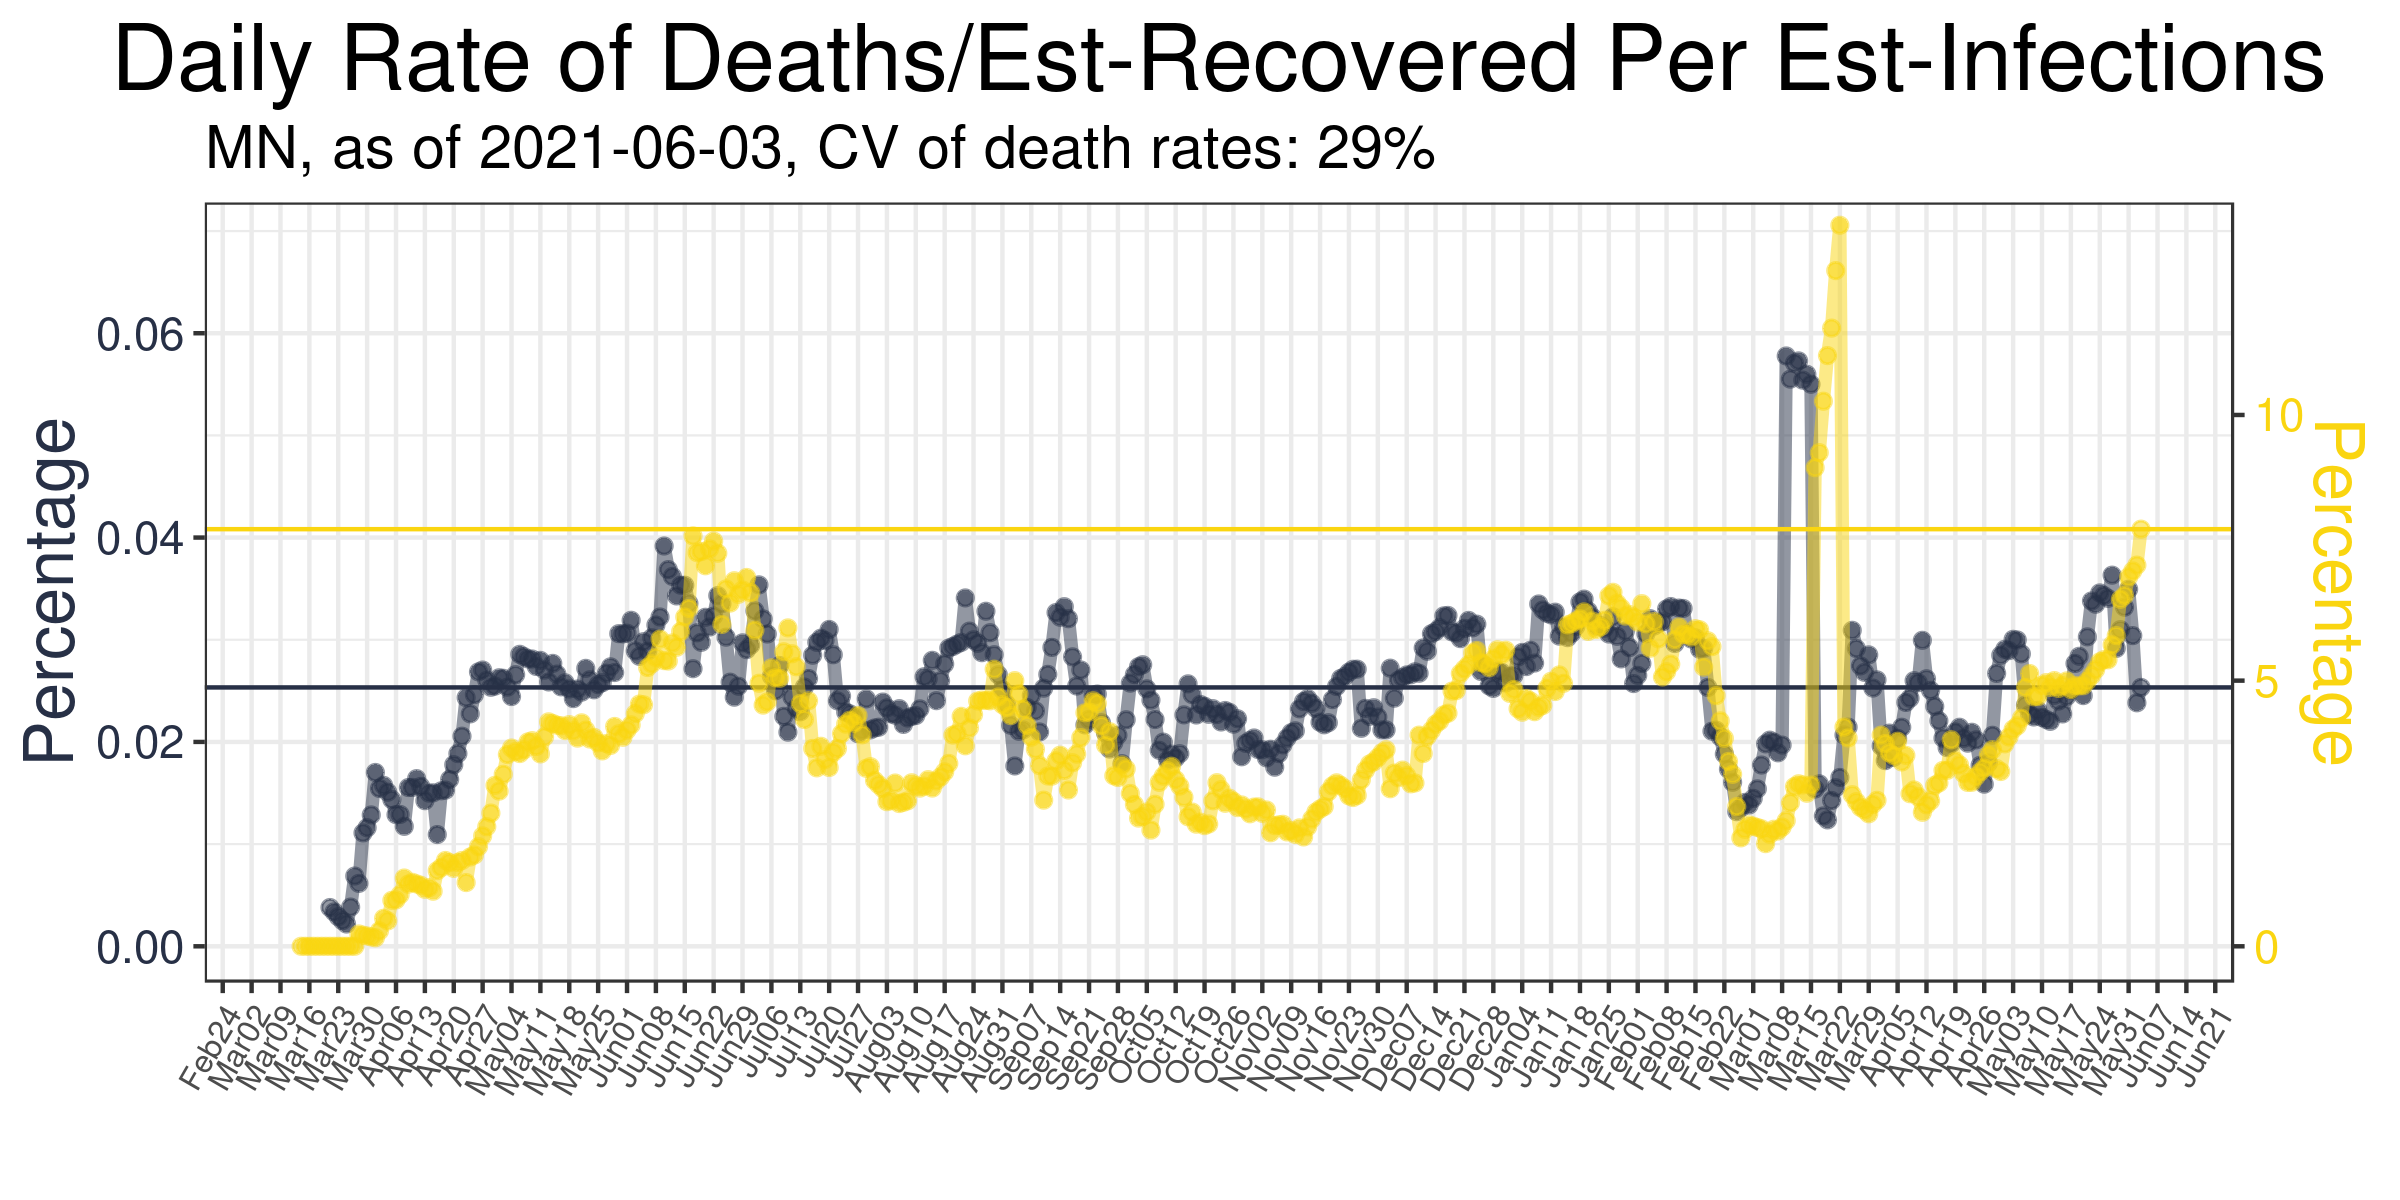 Daily Rate of Deaths/Est-Recovered Per Est-Infections
MN, as of 2021-06-03, CV of death rates: 29%
Percentage
0.06
0.04
0.02
0.00
10
5
0
Percentage
Feb24
Mar02
Mar09
Mar16
Mar23
Mar30
Apr06
Apr13
Apr20
Apr27
May04
May11
May18
May25
Jun01
Jun08
Jun15
Jun22
Jun29
Jul06
Jul13
Jul20
Jul27
Aug03
Aug10
Aug17
Aug24
Aug31
Sep07
Sep14
Sep21
Sep28
Oct05
Oct12
Oct19
Oct26
Nov02
Nov09
Nov16
Nov23
Nov30
Dec07
Dec14
Dec21
Dec28
Jan04
Jan11
Jan18
Jan25
Feb01
Feb08
Feb15
Feb22
Mar01
Mar08
Mar15
Mar22
Mar29
Apr05
Apr12
Apr19
Apr26
May03
May10
May17
May24
May31
Jun07
Jun14
Jun21